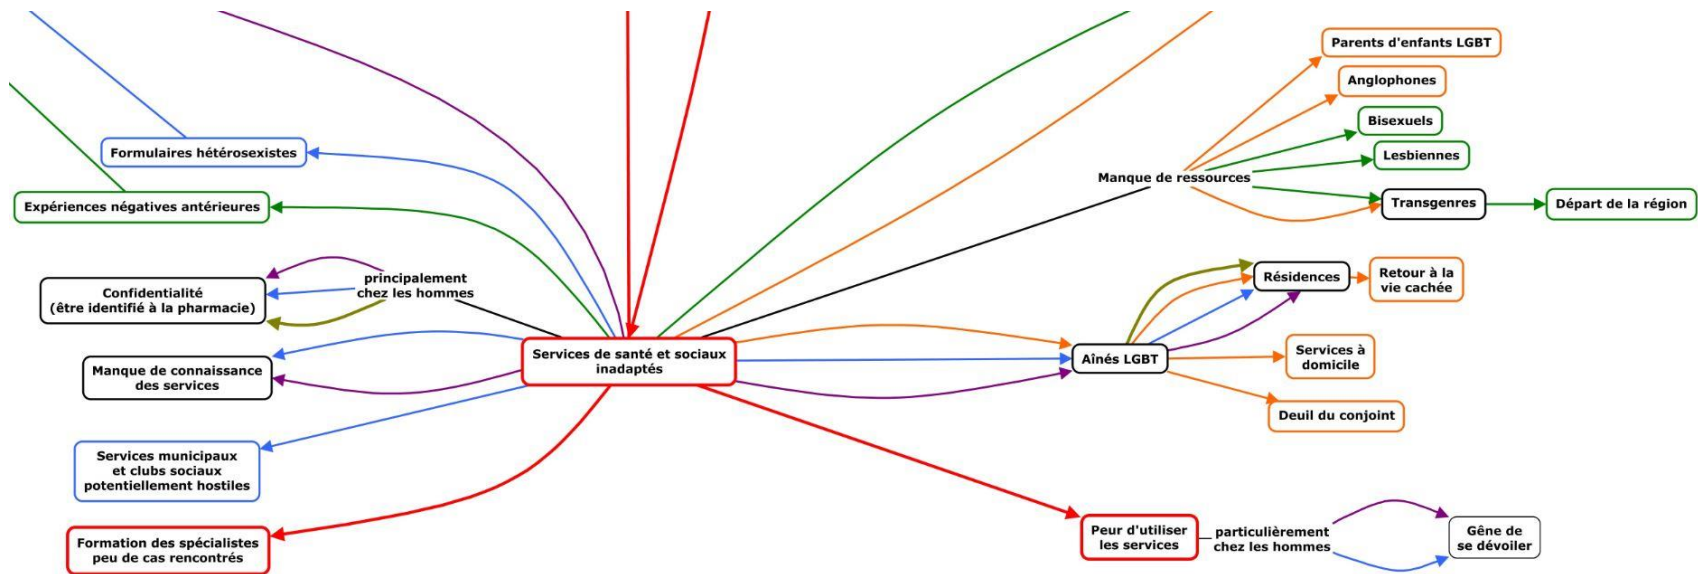 Parents d'enfants LGBT
Anglophones
Bisexuels
Formulaires hétérosexistes
Lesbiennes
Manque de ressources
Expériences négatives antérieures
Transgenres
Départ de la région
principalement
chez les hommes
Confidentialité
(être identifié à la pharmacie)
Résidences
Retour à la
vie cachée
Services de santé et sociaux
inadaptés
Aînés LGBT
Services à
domicile
Manque de connaissance
des services
Deuil du conjoint
Services municipaux
et clubs sociaux
potentiellement hostiles
Formation des spécialistes
peu de cas rencontrés
Peur d'utiliser
les services
particulièrement
chez les hommes
Gêne de
se dévoiler